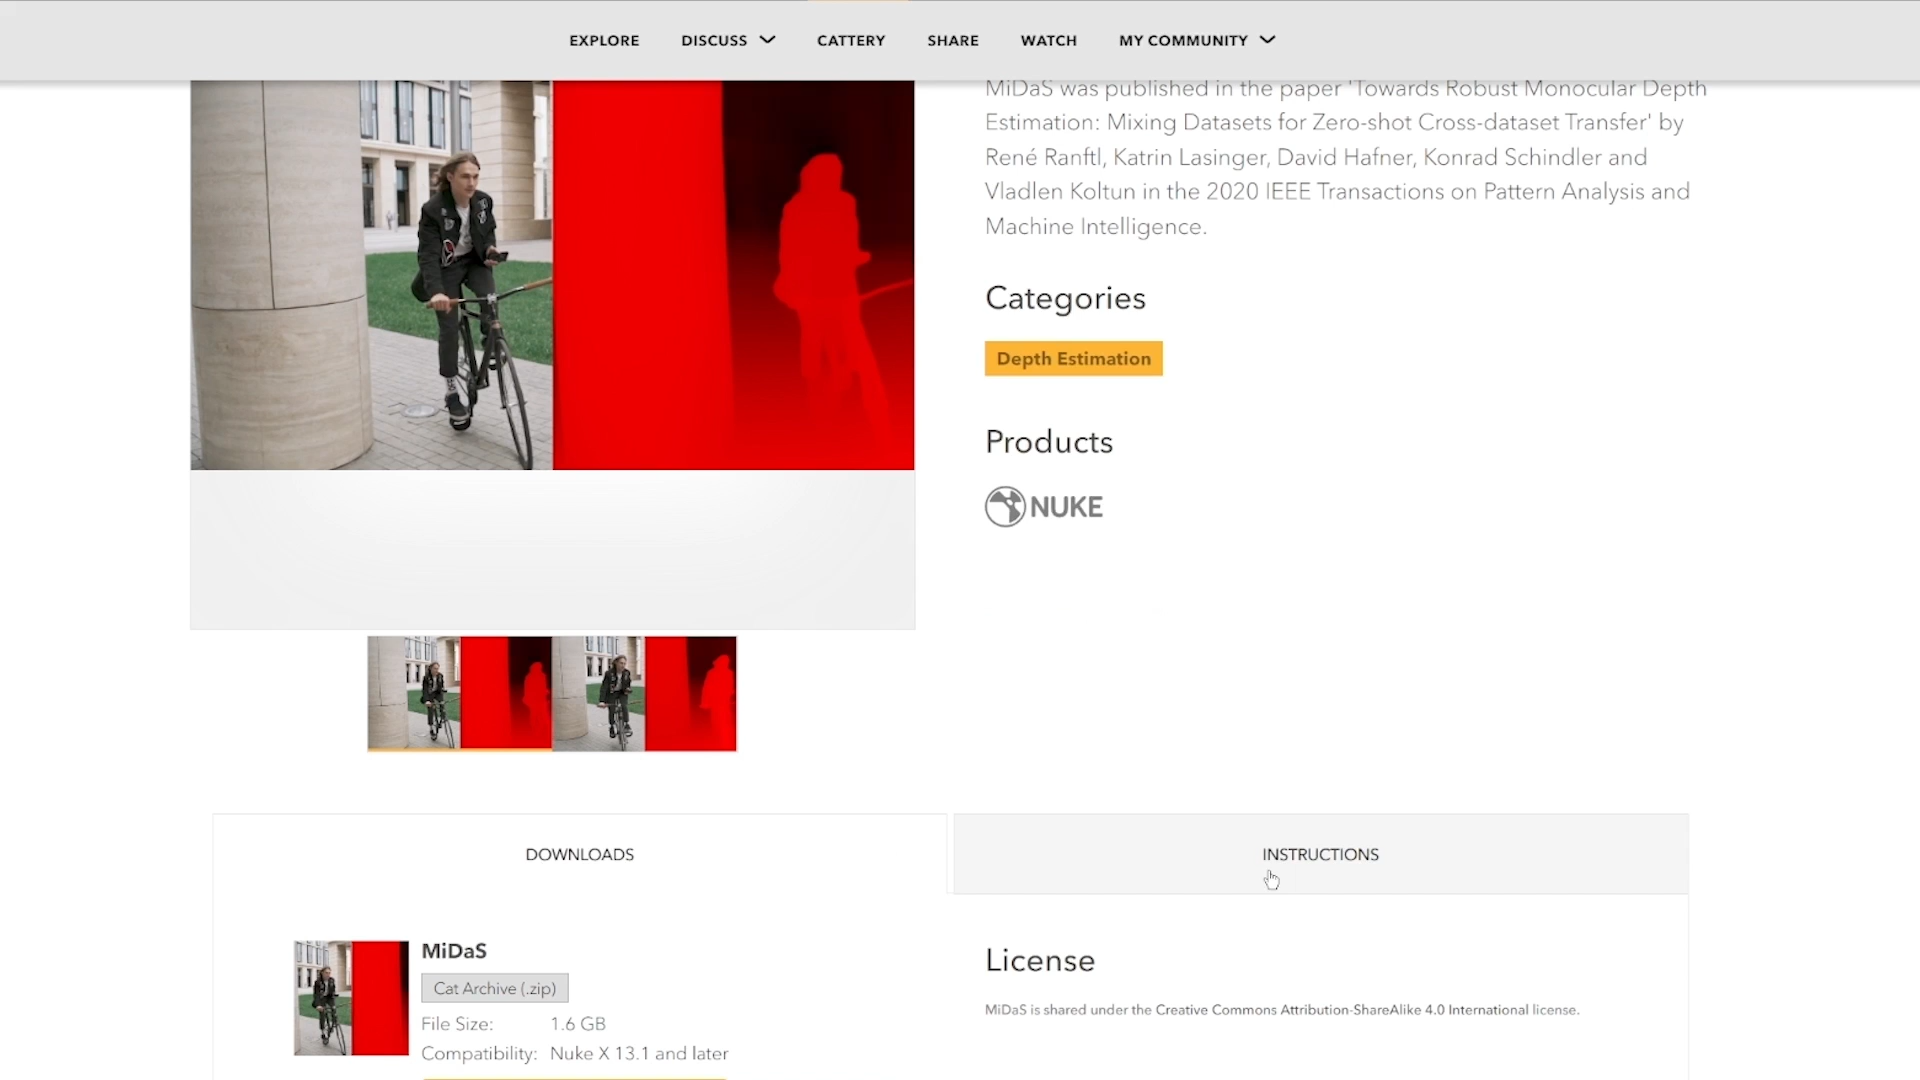 EXPLORE DISCUSS CATTERY SHARE WATCH MY COMMUNITY
MiDaS was published in the paper 'Towards Robust Monocular Depth
Estimation: Mixing Datasets for Zero-shot Cross-dataset Transfer' by
René Ranftl, Katrin Lasinger, David Hafner, Konrad Schindler and
Vladlen Koltun in the 2020 IEEE Transactions on Pattern Analysis and
Machine Intelligence.
Categories
Depth Estimation
Products
NUKE
DOWNLOADS
INSTRUCTIONS
MiDaS
Cat Archive (.zip)
File Size: 1.6 GB
Compatibility: Nuke X 13.1 and later
License
MiDaS is shared under the Creative Commons Attribution-ShareAlike 4.0 International license.